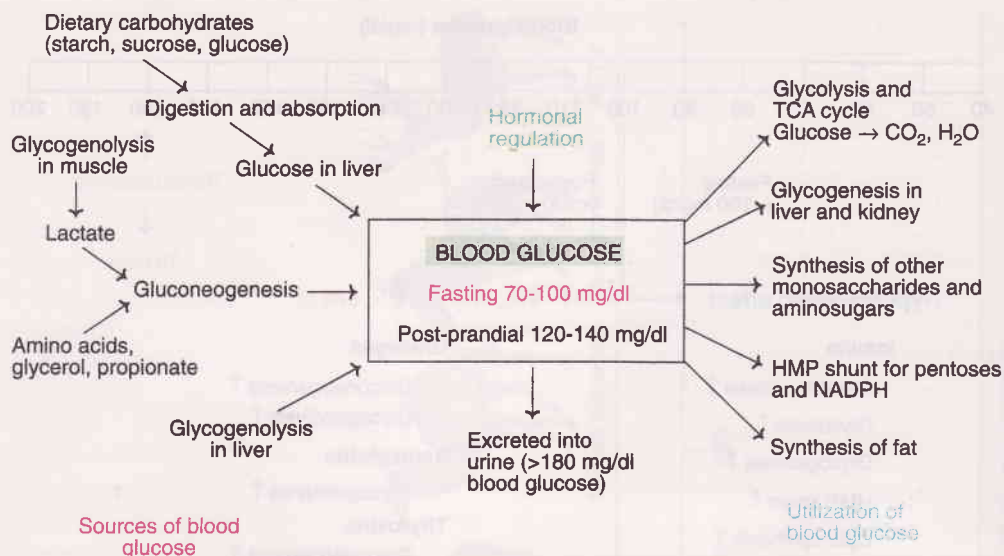 Dietary carbohydrates
(starch, sucrose, glucose)
Digestion and absorption
Glucose in liver
Glycogenolysis
in muscle
Lactate
Gluconeogenesis
Amino acids,
glycerol, propionate
Glycogenolysis
in liver
Sources of blood
glucose
Hormonal
regulation
BLOOD GLUCOSE
Fasting 70-100 mg/dl
Post-prandial 120-140 mg/dl
Excreted into
urine (>180 mg/dl
blood glucose)
Glycolysis and
TCA cycle
Glucose → CO₂, H₂O
Glycogenesis in
liver and kidney
Synthesis of other
monosaccharides and
aminosugars
HMP shunt for pentoses
and NADPH
Synthesis of fat
Utilization of
blood glucose